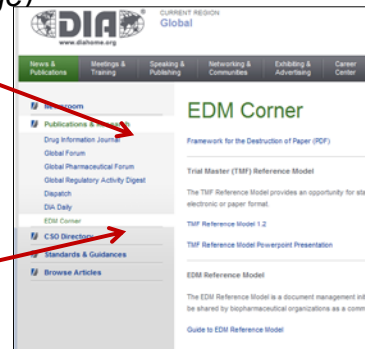 ge)
DIA
www.diahome.org
CURRENT REGION
Global
News & Publications
Meetings & Training
Speaking & Publishing
Networking & Communities
Exhibiting & Advertising
Career Center
Newsroom
Publications & Research
Drug Information Journal
Global Forum
Global Pharmaceutical Forum
Global Regulatory Activity Digest
Dispatch
DIA Daily
EDM Corner
CSO Directory
Standards & Guidances
Browse Articles
EDM Corner
Framework for the Destruction of Paper (PDF)
Trial Master (TMF) Reference Model
The TMF Reference Model provides an opportunity for sta
electronic or paper format.
TMF Reference Model 1.2
TMF Reference Model Powerpoint Presentation
EDM Reference Model
The EDM Reference Model is a document management init
be shared by biopharmaceutical organizations as a comm
Guide to EDM Reference Model